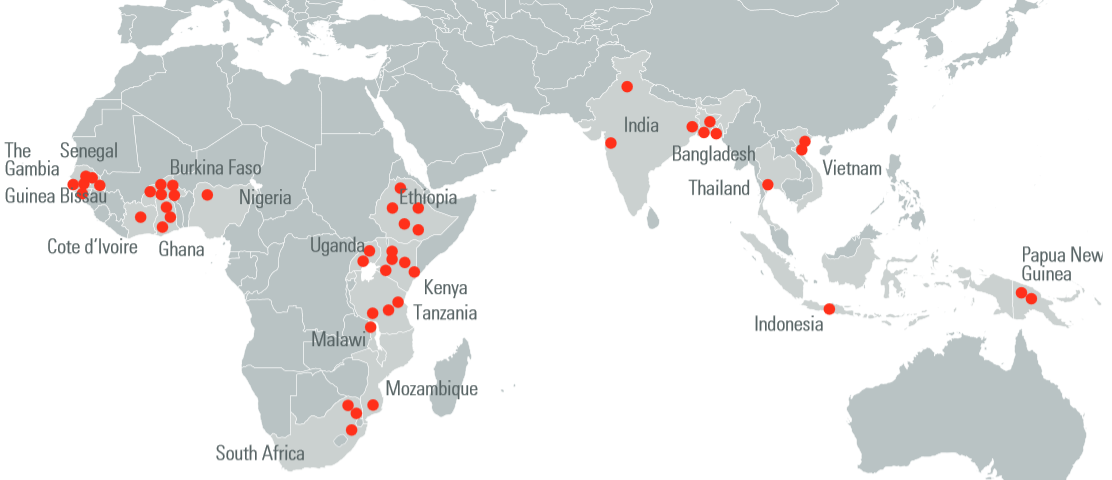 The
Gambia
Senegal
Guinea Bissau
Burkina Faso
Nigeria
Cote d’Ivoire
Ghana
Ethiopia
Uganda
Kenya
Tanzania
Malawi
Mozambique
South Africa
India
Bangladesh
Thailand
Vietnam
Indonesia
Papua New
Guinea